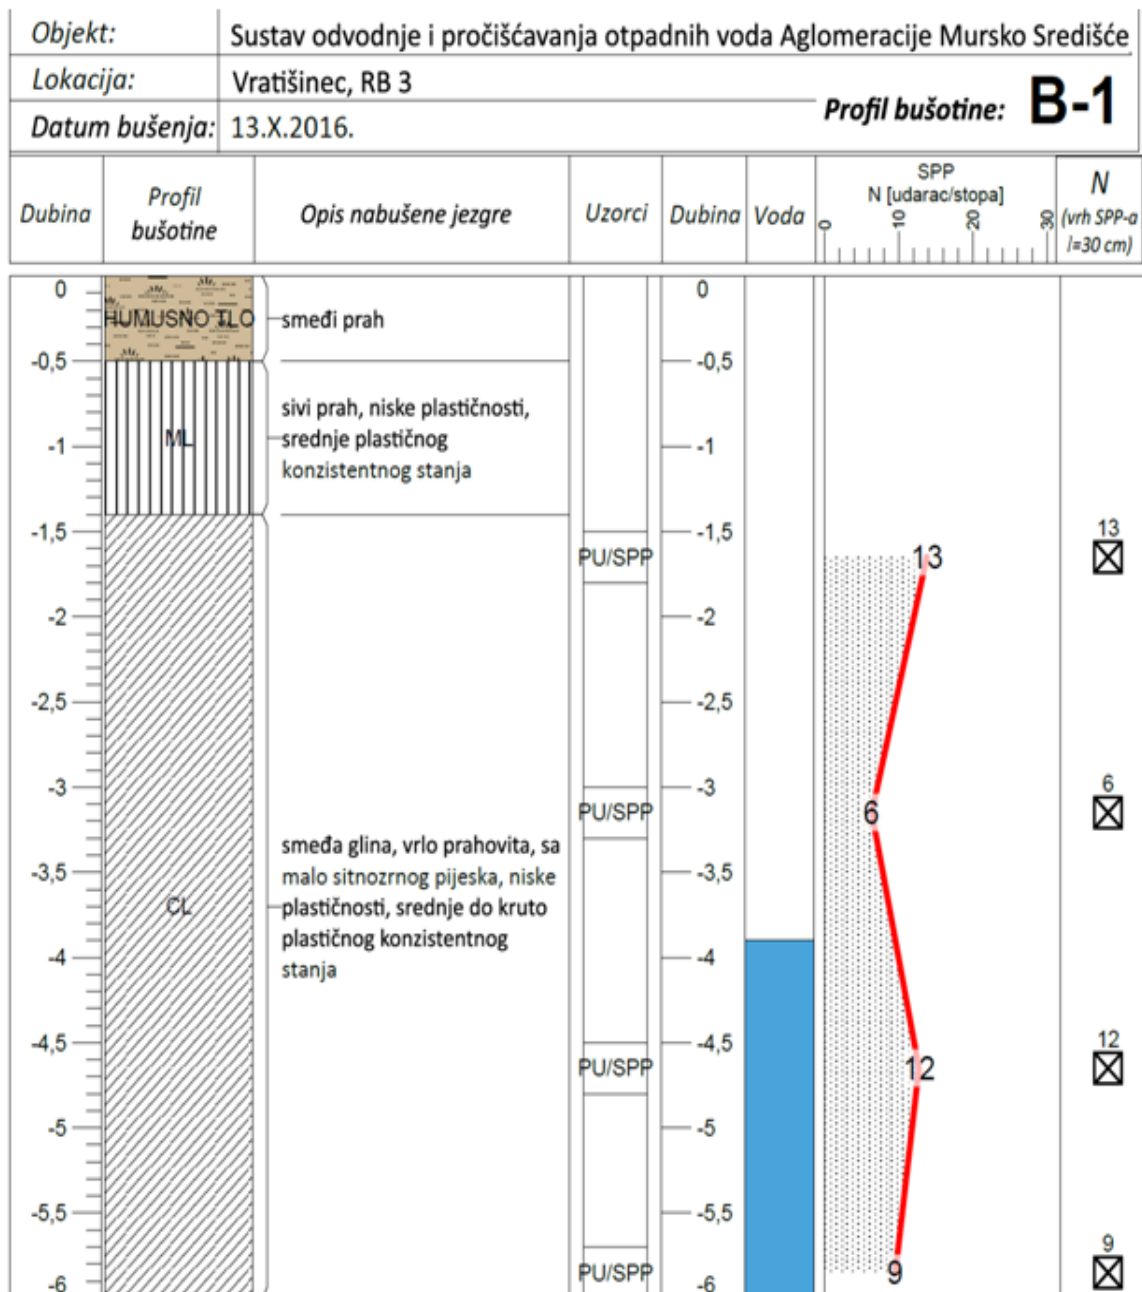 Objekt: Sustav odvodnje i pročišćavanja otpadnih voda Aglomeracije Mursko Središće
Lokacija: Vratišinec, RB 3
Datum bušenja: 13.X.2016.
Profil bušotine: B-1
Dubina
Profil
bušotine
Opis nabušene jezgre
Uzorci
Dubina
Voda
SPP
N [udarac/stopa]
0 10 20 30
N
(vrh SPP-a
l=30 cm)
0
-0,5
-1
-1,5
-2
-2,5
-3
-3,5
-4
-4,5
-5
-5,5
-6
HUMUSNO TLO
ML
CL
smeđi prah
sivi prah, niske plastičnosti,
srednje plastičnog
konzistentnog stanja
smeđa glina, vrlo prahovita, sa
malo sitnozrnog pijeska, niske
plastičnosti, srednje do kruto
plastičnog konzistentnog
stanja
PU/SPP
PU/SPP
PU/SPP
PU/SPP
0
-0,5
-1
-1,5
-2
-2,5
-3
-3,5
-4
-4,5
-5
-5,5
-6
13
6
12
9
13
6
12
9